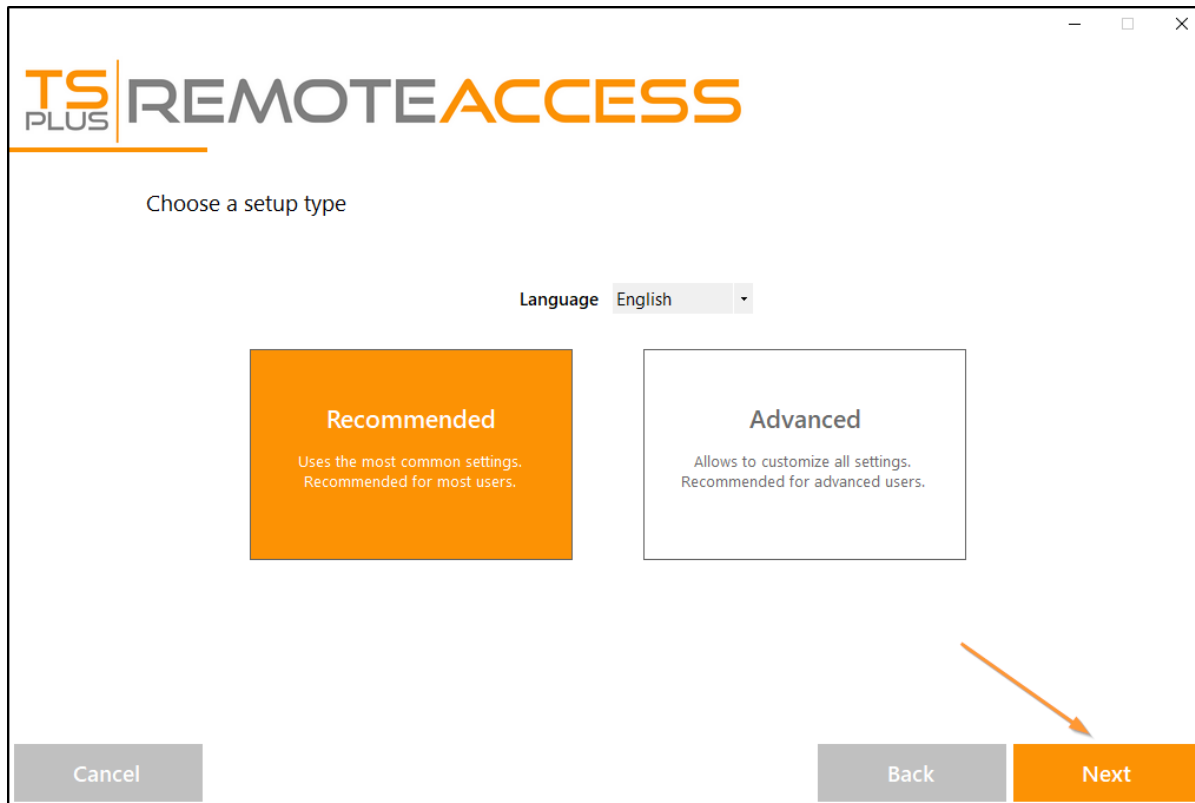 TS PLUS REMOTEACCESS
Choose a setup type
Language English
Recommended
Uses the most common settings.
Recommended for most users.
Advanced
Allows to customize all settings.
Recommended for advanced users.
Cancel
Back
Next